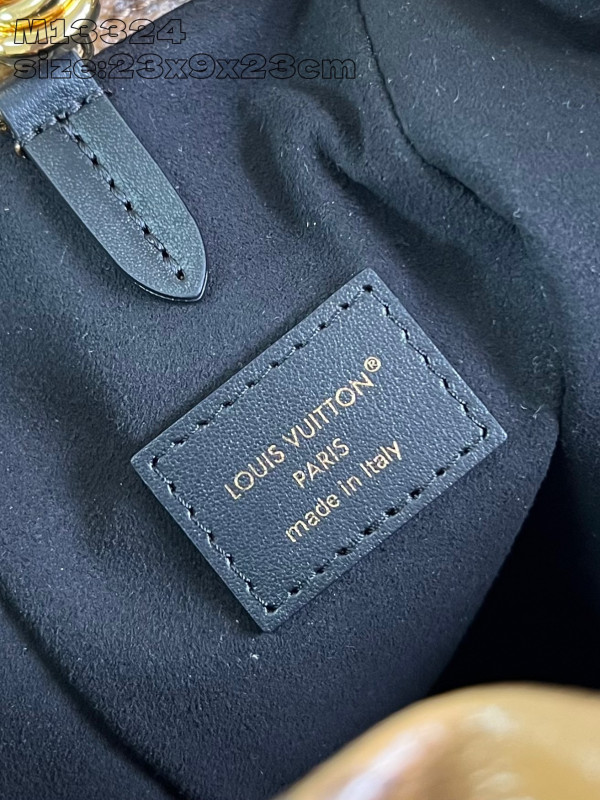 M13324
size:23x9x23cm
LOUIS VUITTON®
PARIS
made in Italy